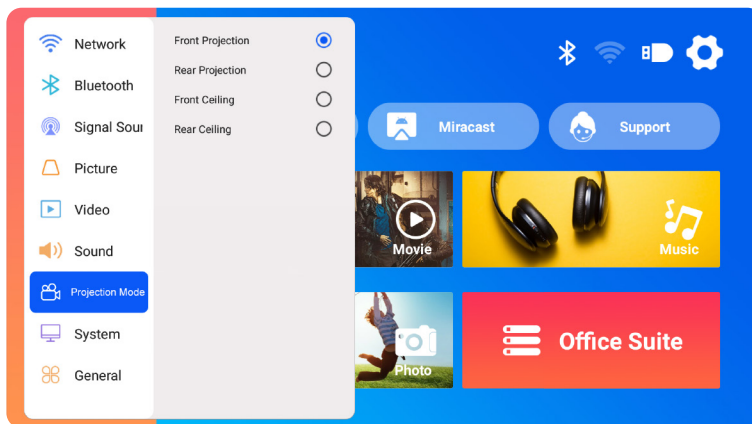 Network
Bluetooth
Signal Sour
Picture
Video
Sound
Projection Mode
System
General
Front Projection
Rear Projection
Front Ceiling
Rear Ceiling
Miracast
Support
Movie
Music
Photo
Office Suite